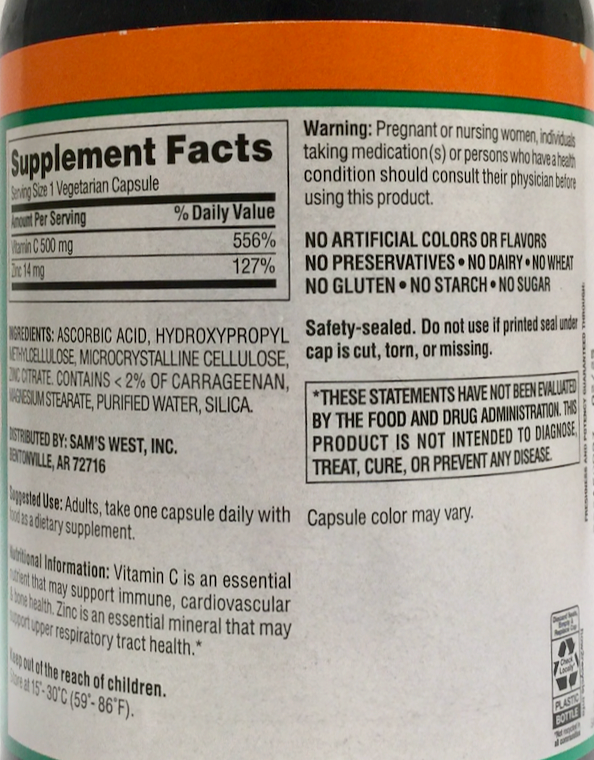 Supplement Facts
Serving Size 1 Vegetarian Capsule
Amount Per Serving % Daily Value
Vitamin C 500 mg 556%
Zinc 14 mg 127%
INGREDIENTS: ASCORBIC ACID, HYDROXYPROPYL
METHYLCELLULOSE, MICROCRYSTALLINE CELLULOSE,
ZINC CITRATE. CONTAINS < 2% OF CARRAGEENAN,
MAGNESIUM STEARATE, PURIFIED WATER, SILICA.
DISTRIBUTED BY: SAM'S WEST, INC.
BENTONVILLE, AR 72716
Suggested Use: Adults, take one capsule daily with
food as a dietary supplement.
Nutritional Information: Vitamin C is an essential
nutrient that may support immune, cardiovascular
& bone health. Zinc is an essential mineral that may
support upper respiratory tract health.*
Keep out of the reach of children.
Store at 15°- 30°C (59°- 86°F).
Warning: Pregnant or nursing women, individuals
taking medication(s) or persons who have a health
condition should consult their physician before
using this product.
NO ARTIFICIAL COLORS OR FLAVORS
NO PRESERVATIVES • NO DAIRY • NO WHEAT
NO GLUTEN • NO STARCH • NO SUGAR
Safety-sealed. Do not use if printed seal under
cap is cut, torn, or missing.
*THESE STATEMENTS HAVE NOT BEEN EVALUATED
BY THE FOOD AND DRUG ADMINISTRATION. THIS
PRODUCT IS NOT INTENDED TO DIAGNOSE,
TREAT, CURE, OR PREVENT ANY DISEASE.
Capsule color may vary.
Check
Locally*
PLASTIC
BOTTLE
FRESHNESS AND POTENCY GUARANTEED THROUGH: